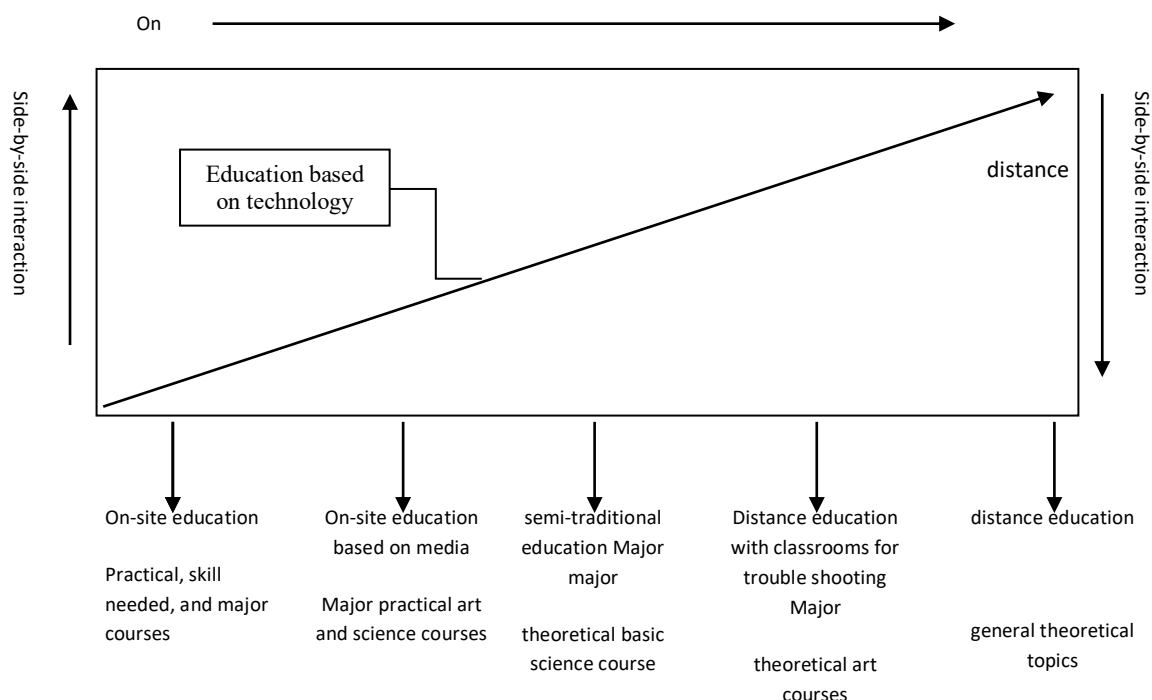 On
Side-by-side interaction
Side-by-side interaction
Education based
on technology
distance
On-site education
Practical, skill
needed, and major
courses
On-site education
based on media
Major practical art
and science courses
semi-traditional
education Major
major
theoretical basic
science course
Distance education
with classrooms for
trouble shooting
Major
theoretical art
courses
distance education
general theoretical
topics